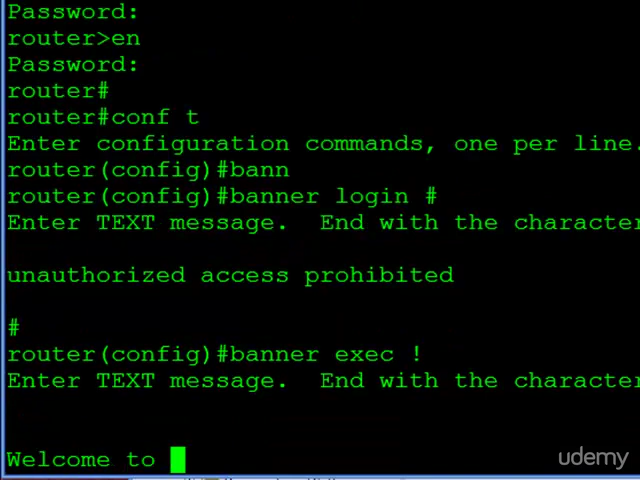 Password:
router>en
Password:
router#
router#conf t
Enter configuration commands, one per line.
router(config)#bann
router(config)#banner login #
Enter TEXT message.  End with the character
unauthorized access prohibited
#
router(config)#banner exec !
Enter TEXT message.  End with the character
Welcome to
udemy